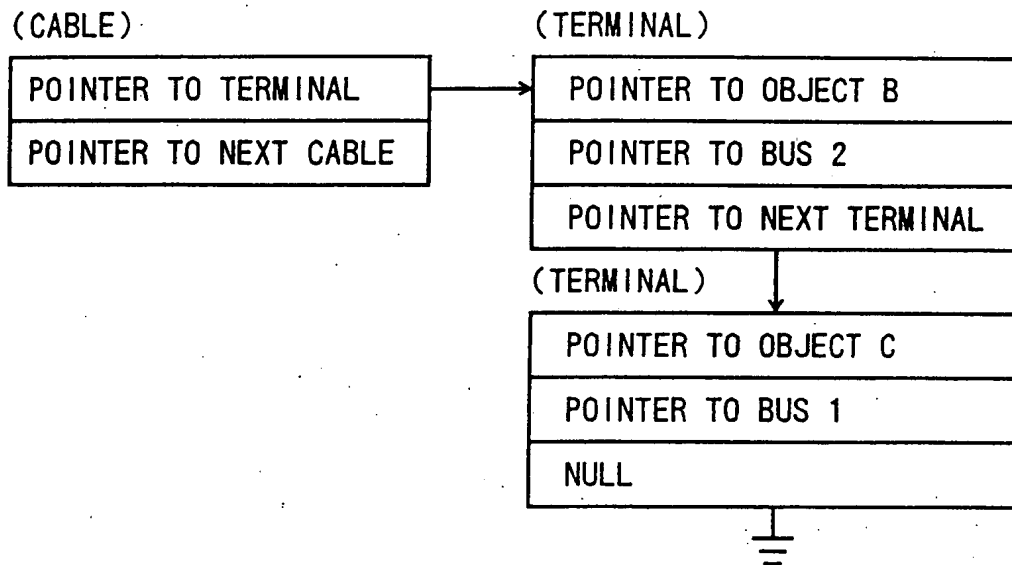 (CABLE)
POINTER TO TERMINAL
POINTER TO NEXT CABLE
(TERMINAL)
POINTER TO OBJECT B
POINTER TO BUS 2
POINTER TO NEXT TERMINAL
(TERMINAL)
POINTER TO OBJECT C
POINTER TO BUS 1
NULL